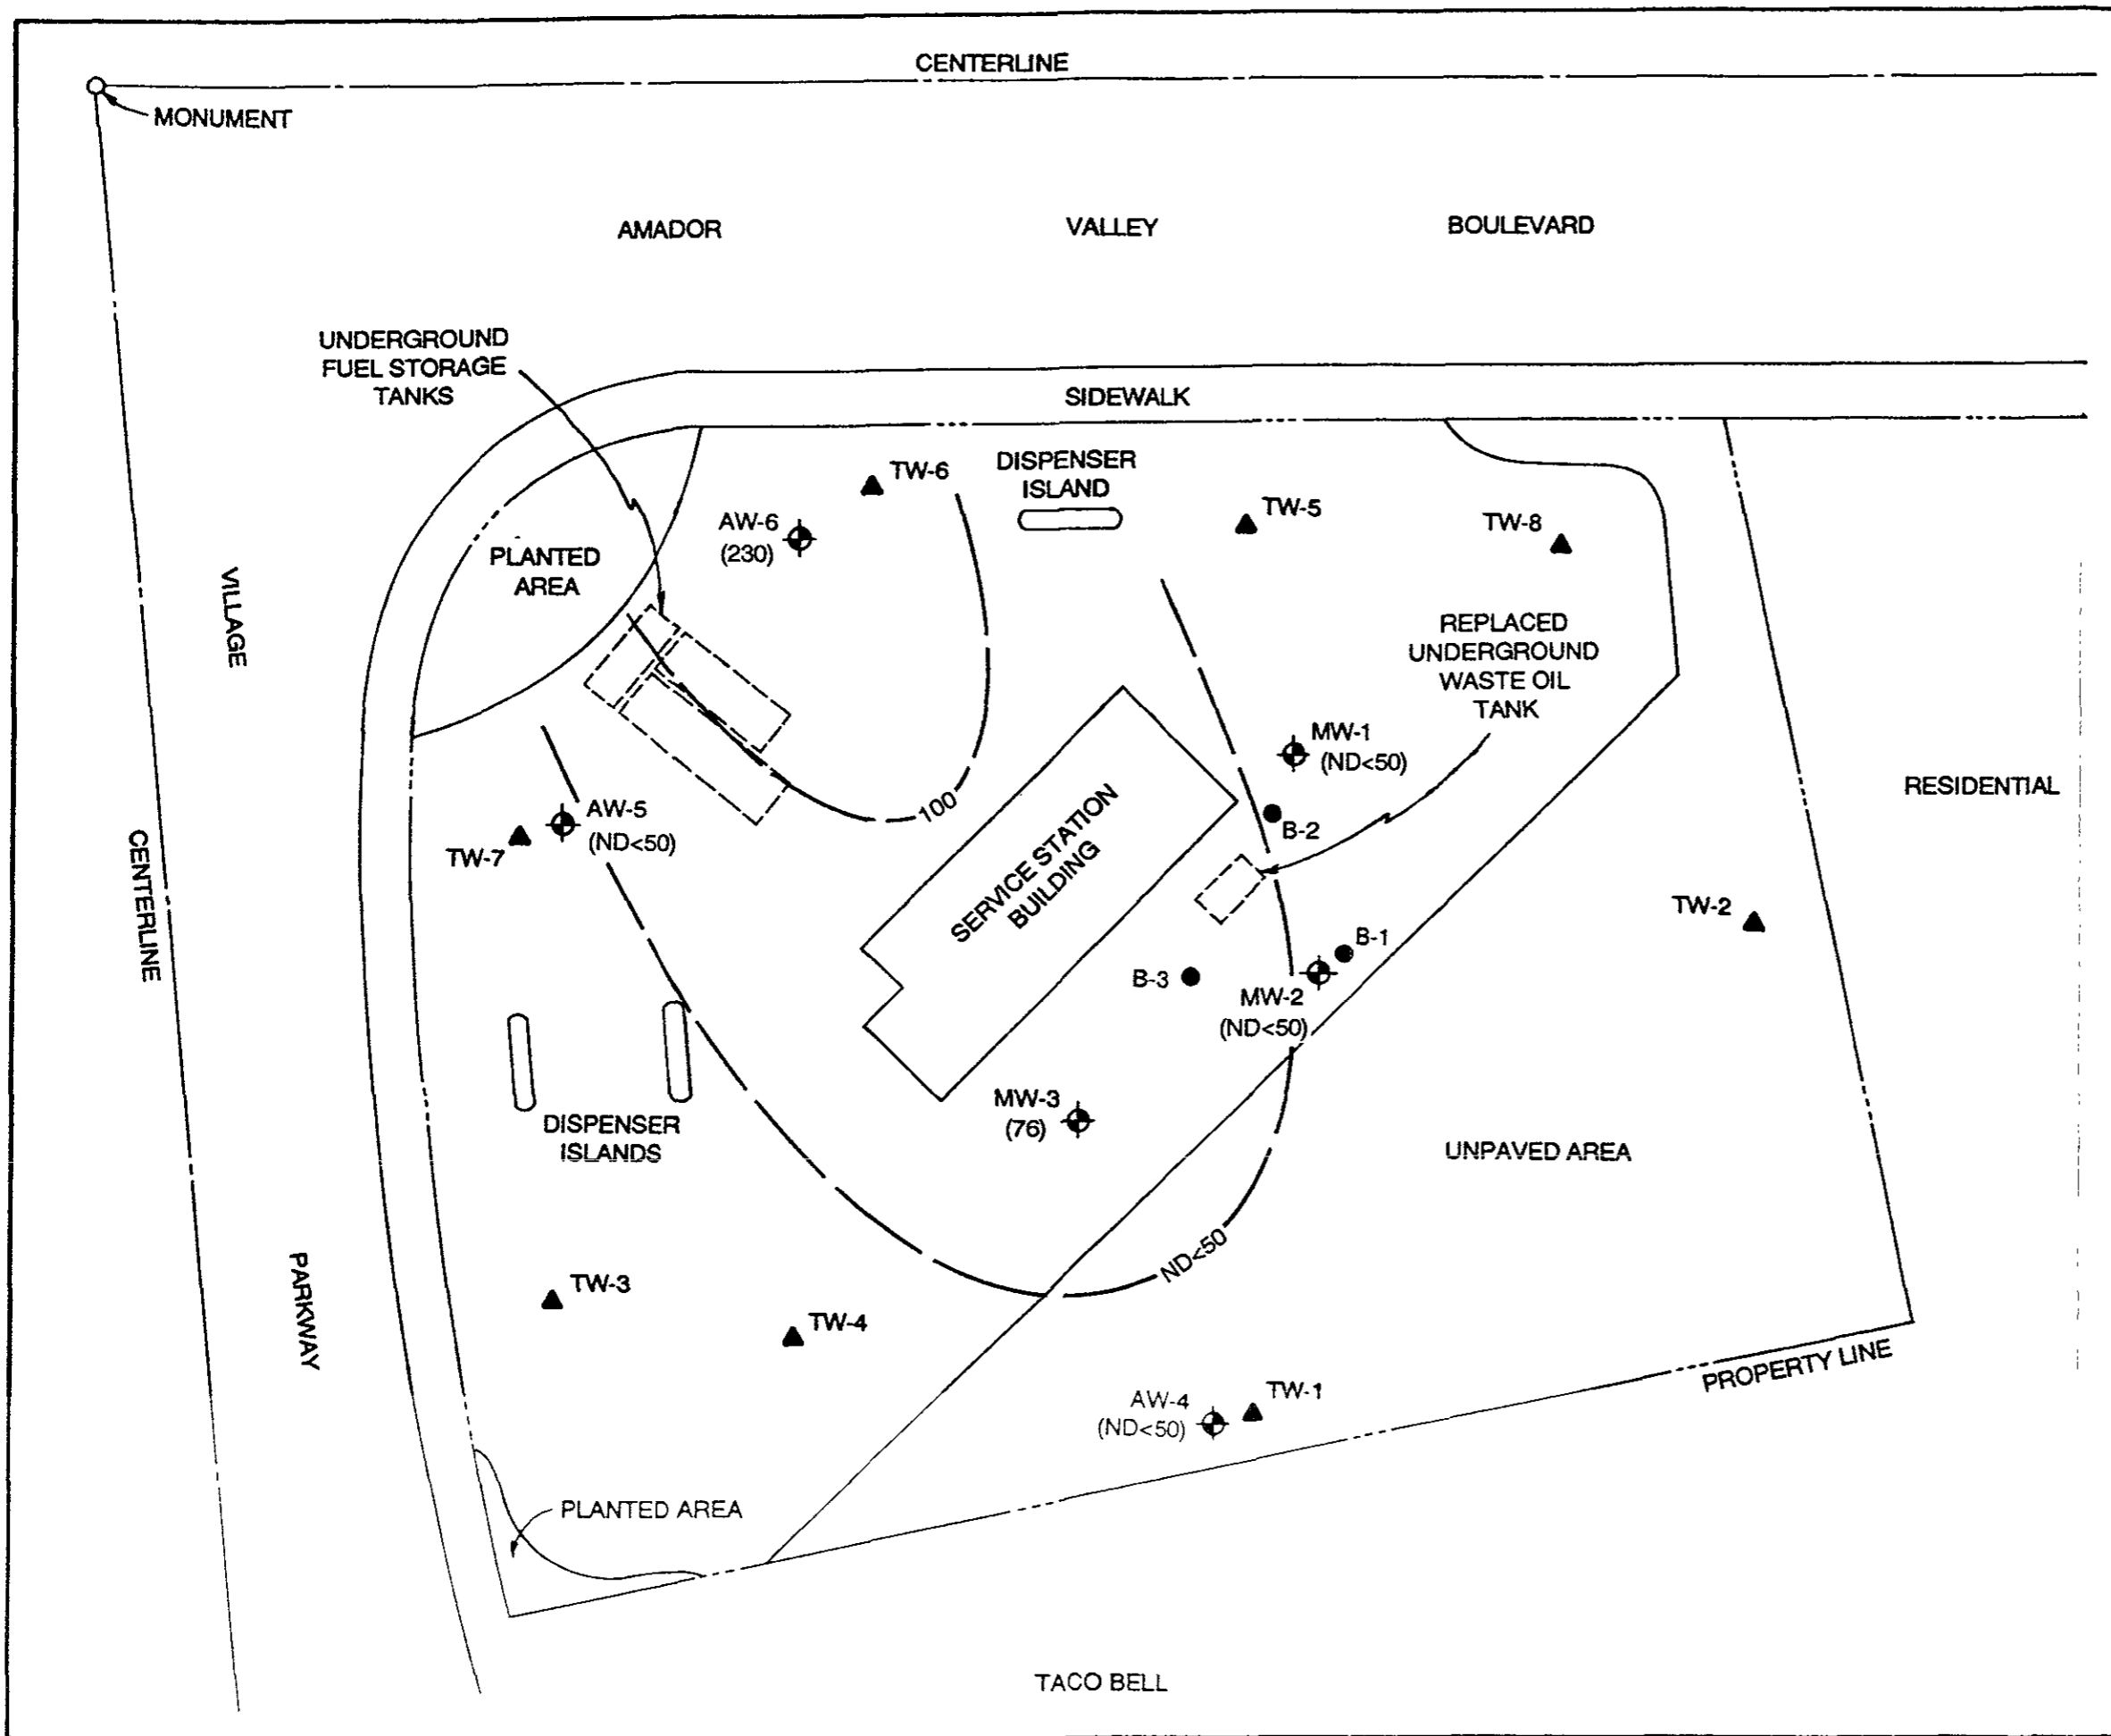 CENTERLINE
MONUMENT
AMADOR VALLEY BOULEVARD
UNDERGROUND
FUEL STORAGE
TANKS
SIDEWALK
TW-6
DISPENSER
ISLAND
AW-6
(230)
TW-5
TW-8
PLANTED
AREA
VILLAGE
REPLACED
UNDERGROUND
WASTE OIL
TANK
MW-1
(ND<50)
RESIDENTIAL
AW-5
(ND<50)
TW-7
100
SERVICE STATION
BUILDING
B-2
CENTERLINE
TW-2
B-1
B-3
MW-2
(ND<50)
MW-3
(76)
DISPENSER
ISLANDS
UNPAVED AREA
ND<50
PARKWAY
TW-3
TW-4
PROPERTY LINE
AW-4
(ND<50)
TW-1
PLANTED AREA
TACO BELL